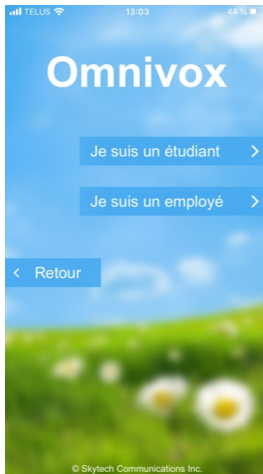 TELUS 13:03 44 %
Omnivox
Je suis un étudiant
Je suis un employé
Retour
© Skytech Communications Inc.